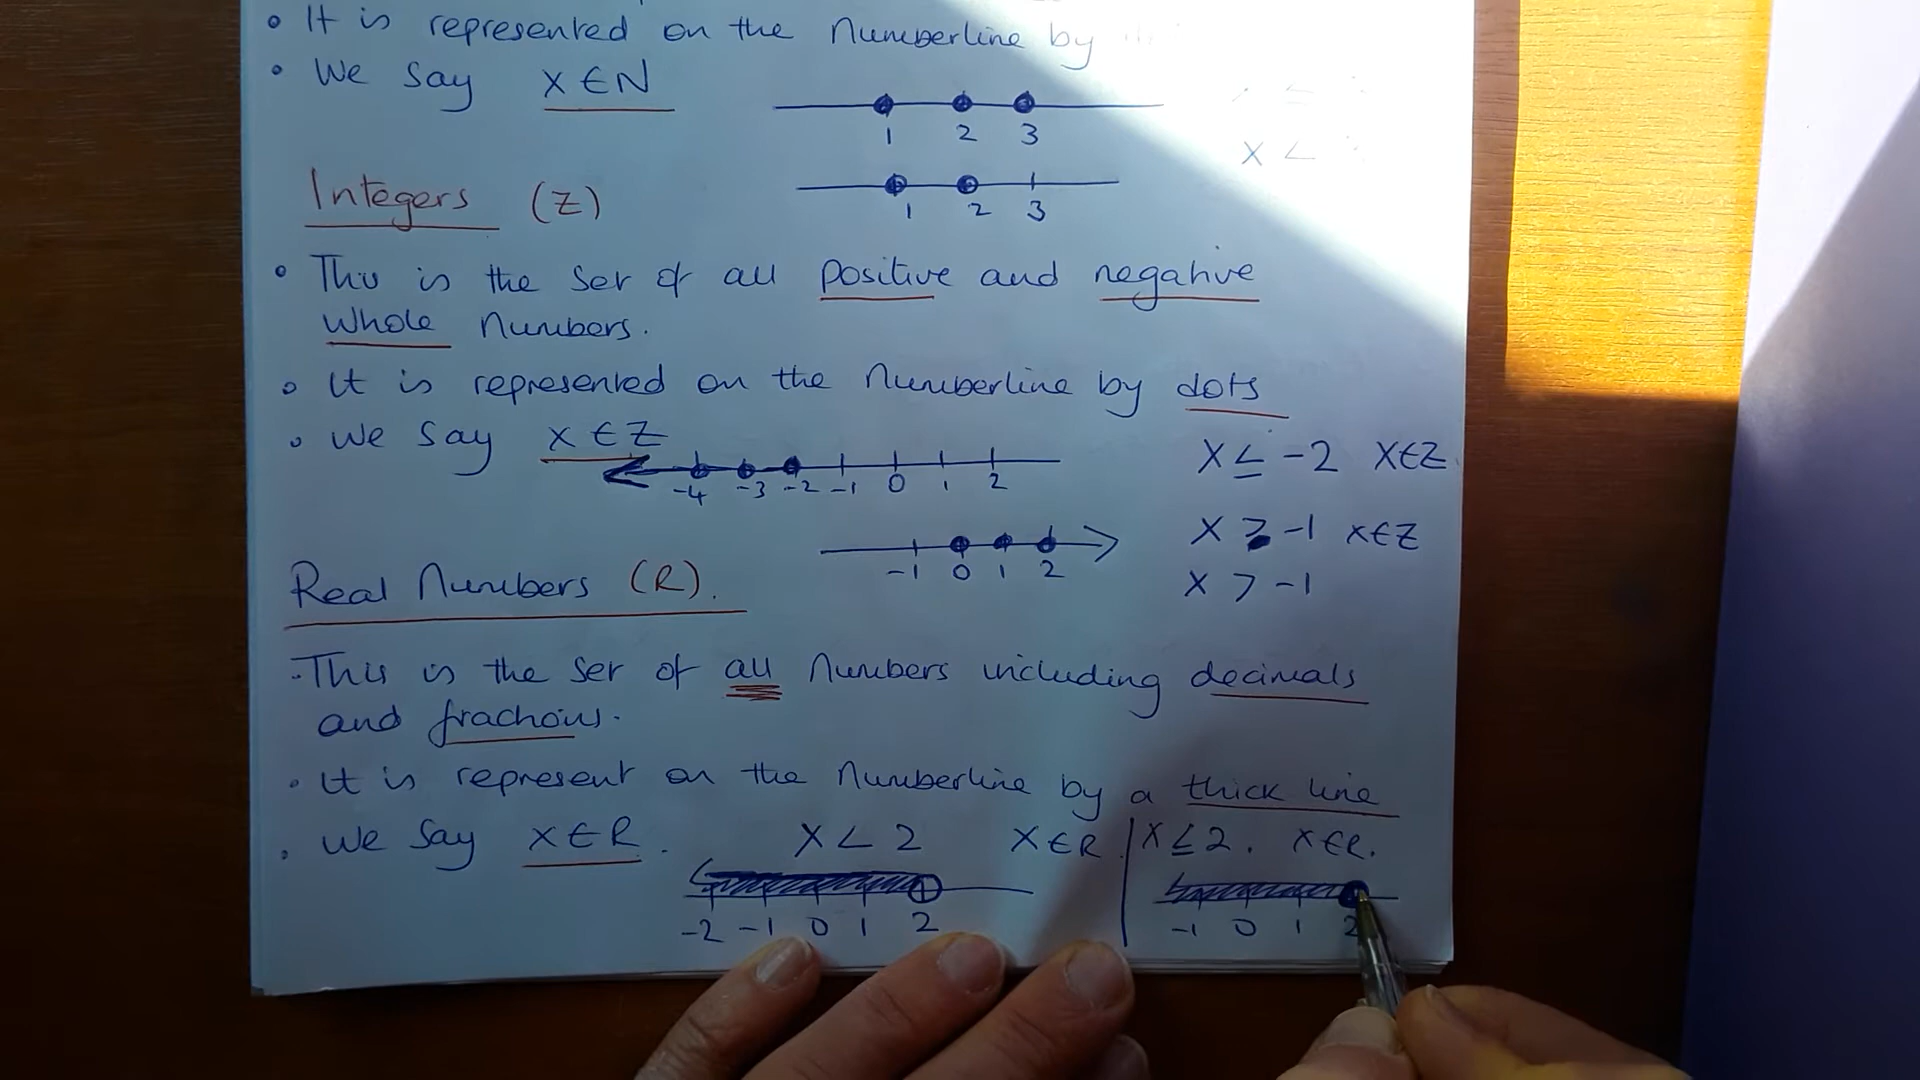 • It is represented on the Numberline by
• We say x ∈ N
1 2 3
x <
Integers (Z)
1 2 3
• This is the set of all positive and negative
whole numbers.
• It is represented on the Numberline by dots
• We say x ∈ Z
-4 -3 -2 -1 0 1 2
x ≤ -2 x ∈ Z
x ≥ -1 x ∈ Z
-1 0 1 2
x > -1
Real Numbers (R).
• This is the set of all numbers including decimals
and fractions.
• It is represent on the Numberline by a thick line
• We say x ∈ R.
x < 2 x ∈ R.
x ≤ 2. x ∈ R.
-2 -1 0 1 2
-1 0 1 2